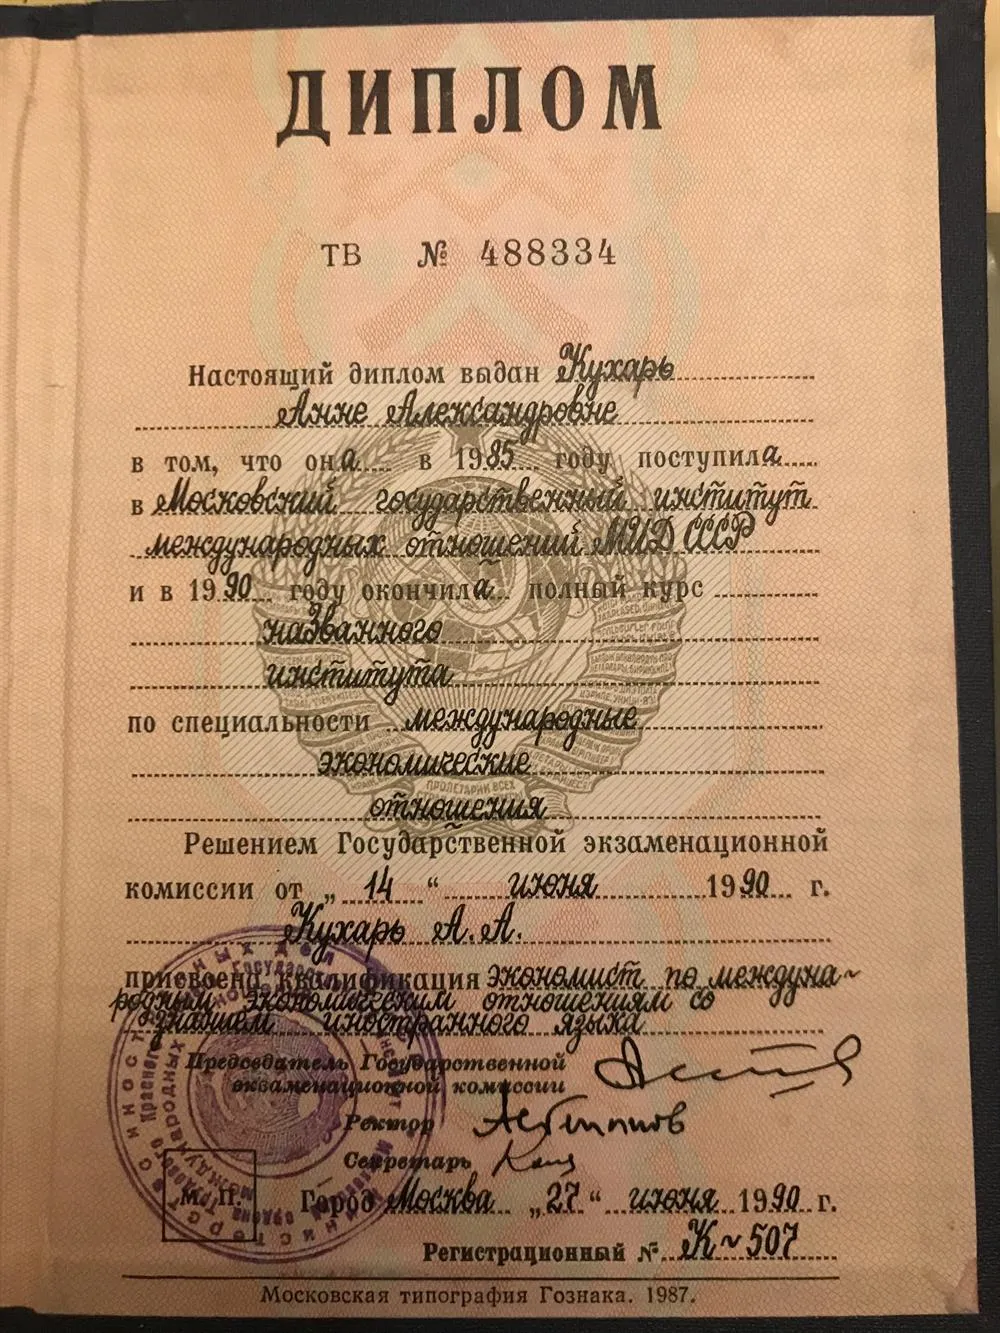 ДИПЛОМ
ТВ № 488334
Настоящий диплом выдан Кухарь
Анне Александровне
в том, что она в 1985 году поступила
в Московский государственный институт
международных отношений МИД СССР
и в 1990 году окончила полный курс
названного
института
по специальности международные
экономические
отношения
Решением Государственной экзаменационной
комиссии от „ 14 “ июня 1990 г.
Кухарь А. А.
присвоена квалификация экономист по междуна-
родным экономическим отношениям со
знанием иностранного языка
Председатель Государственной
экзаменационной комиссии
Ректор
Секретарь
М. П. Город Москва „27“ июня 1990 г.
Регистрационный № К-507
Московская типография Гознака. 1987.